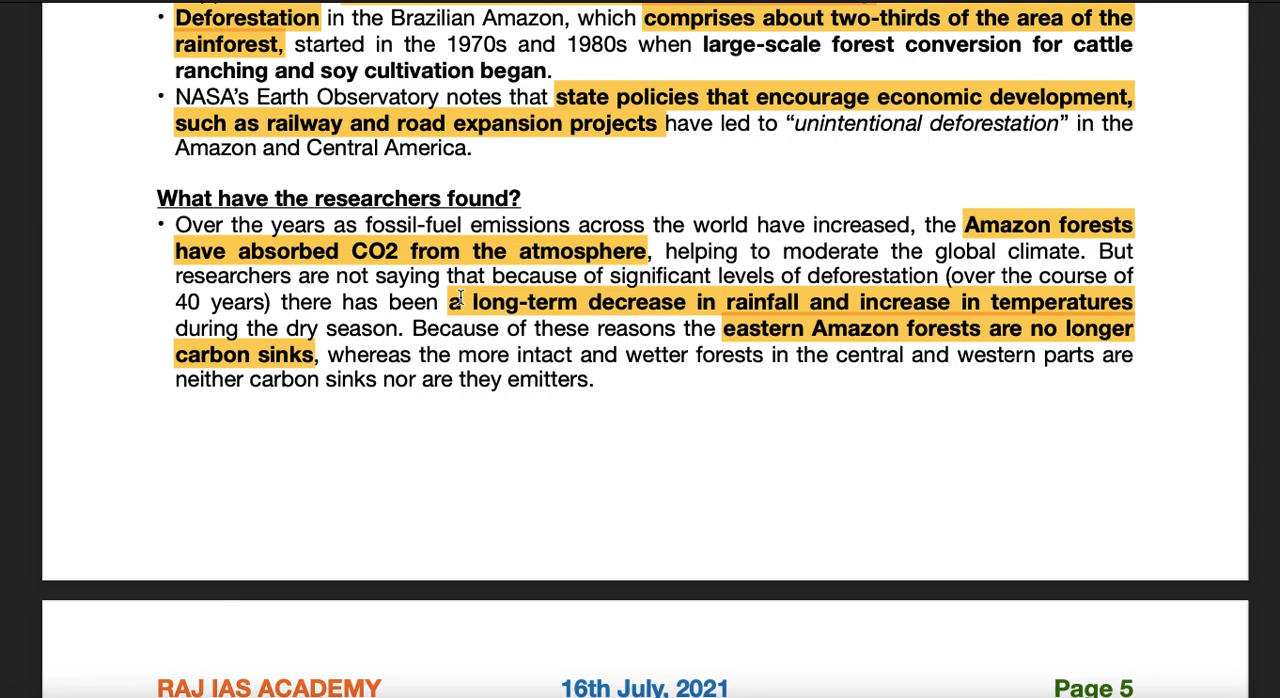 • Deforestation in the Brazilian Amazon, which comprises about two-thirds of the area of the
rainforest, started in the 1970s and 1980s when large-scale forest conversion for cattle
ranching and soy cultivation began.
• NASA's Earth Observatory notes that state policies that encourage economic development,
such as railway and road expansion projects have led to “unintentional deforestation” in the
Amazon and Central America.
What have the researchers found?
• Over the years as fossil-fuel emissions across the world have increased, the Amazon forests
have absorbed CO2 from the atmosphere, helping to moderate the global climate. But
researchers are not saying that because of significant levels of deforestation (over the course of
40 years) there has been a long-term decrease in rainfall and increase in temperatures
during the dry season. Because of these reasons the eastern Amazon forests are no longer
carbon sinks, whereas the more intact and wetter forests in the central and western parts are
neither carbon sinks nor are they emitters.
RAJ IAS ACADEMY 16th July, 2021 Page 5